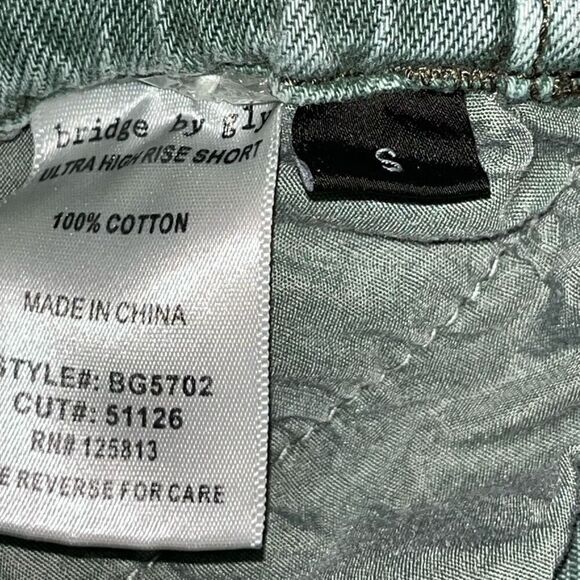 bridge by gly
ULTRA HIGH RISE SHORT
100% COTTON
MADE IN CHINA
STYLE#: BG5702
CUT#: 51126
RN# 125813
E REVERSE FOR CARE
S